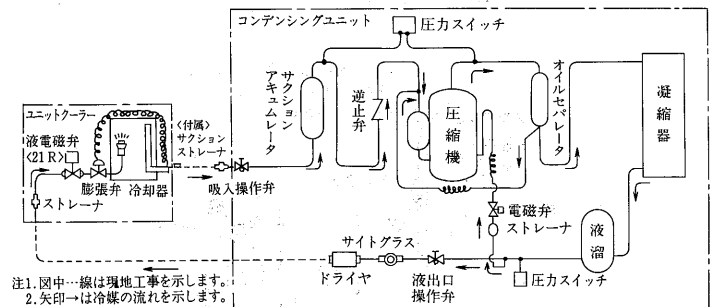 コンデンシングユニット
圧力スイッチ
サクション
アキュムレータ
逆止弁
圧縮機
オイルセパレータ
凝縮器
ユニットクーラー
液電磁弁
<21R>
<付属>
サクション
ストレーナ
膨張弁
冷却器
ストレーナ
吸入操作弁
電磁弁
ストレーナ
液溜
サイトグラス
ドライヤ
液出口
操作弁
圧力スイッチ
注1.図中…線は現地工事を示します。
2.矢印→は冷媒の流れを示します。